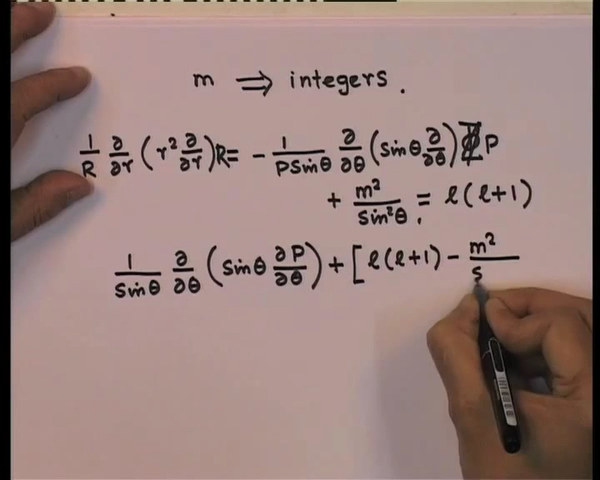 m ⟹ integers.
1/R ∂/∂r (r² ∂/∂r)R = - 1/(P sinθ) ∂/∂θ (sinθ ∂/∂θ) P
+ m²/sin²θ = ℓ(ℓ+1)
1/sinθ ∂/∂θ (sinθ ∂P/∂θ) + [ℓ(ℓ+1) - m²/s